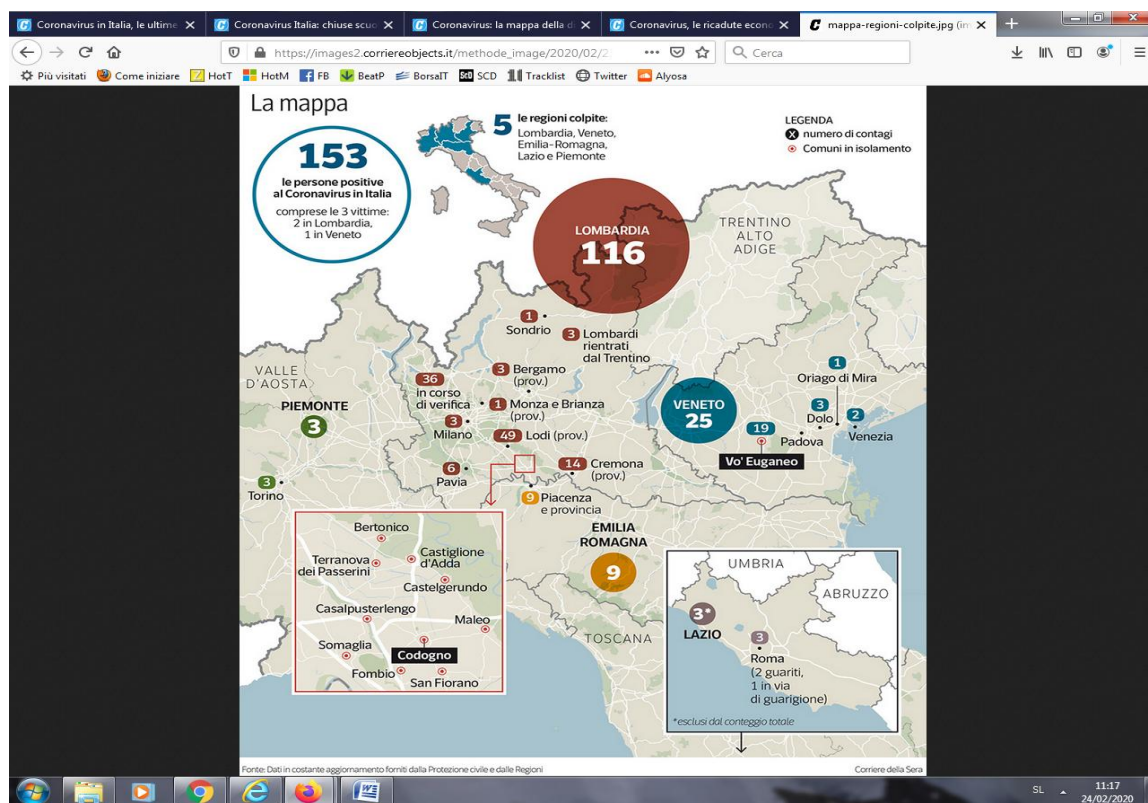 Coronavirus in Italia, le ultime
Coronavirus Italia: chiuse scuo
Coronavirus: la mappa della d
Coronavirus, le ricadute econo
mappa-regioni-colpite.jpg (im
https://images2.corriereobjects.it/methode_image/2020/02/2
Cerca
Più visitati
Come iniziare
HotT
HotM
FB
BeatP
BorsaIT
SCD
Tracklist
Twitter
Alyosa
La mappa
153
le persone positive
al Coronavirus in Italia
comprese le 3 vittime:
2 in Lombardia,
1 in Veneto
5 le regioni colpite:
Lombardia, Veneto,
Emilia-Romagna,
Lazio e Piemonte
LEGENDA
X numero di contagi
Comuni in isolamento
LOMBARDIA
116
TRENTINO
ALTO
ADIGE
1
Sondrio
3 Lombardi
rientrati
dal Trentino
VALLE
D'AOSTA
PIEMONTE
3
36
in corso
di verifica
3
Bergamo
(prov.)
1 Monza e Brianza
(prov.)
3
Milano
49 Lodi (prov.)
6
Pavia
14 Cremona
(prov.)
3
Torino
9 Piacenza
e provincia
VENETO
25
1
Oriago di Mira
3
Dolo
2
Venezia
19
Padova
Vo' Euganeo
EMILIA
ROMAGNA
9
TOSCANA
Bertonico
Terranova
dei Passerini
Castiglione
d'Adda
Castelgerundo
Casalpusterlengo
Maleo
Somaglia
Codogno
Fombio
San Fiorano
UMBRIA
ABRUZZO
3*
LAZIO
3
Roma
(2 guariti,
1 in via
di guarigione)
*esclusi dal conteggio totale
Fonte: Dati in costante aggiornamento forniti dalla Protezione civile e dalle Regioni
Corriere della Sera
SL
11:17
24/02/2020